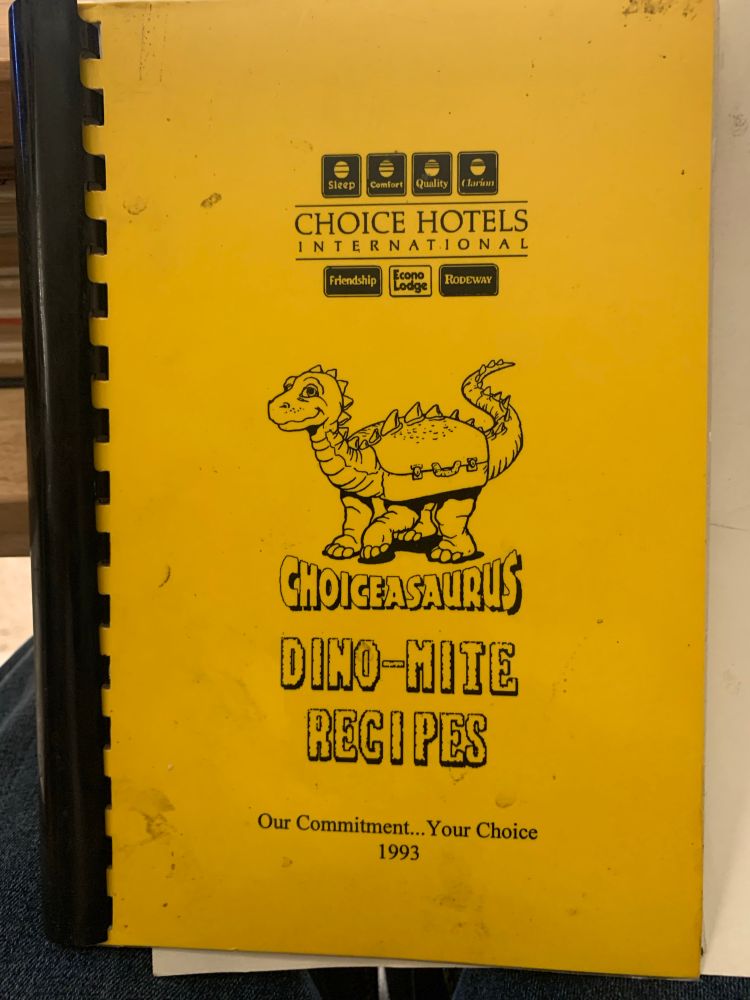 Sleep Comfort Quality Clarion
CHOICE HOTELS
INTERNATIONAL
Friendship Econo Lodge RODEWAY
CHOICEASAURUS
DINO-MITE
RECIPES
Our Commitment...Your Choice
1993